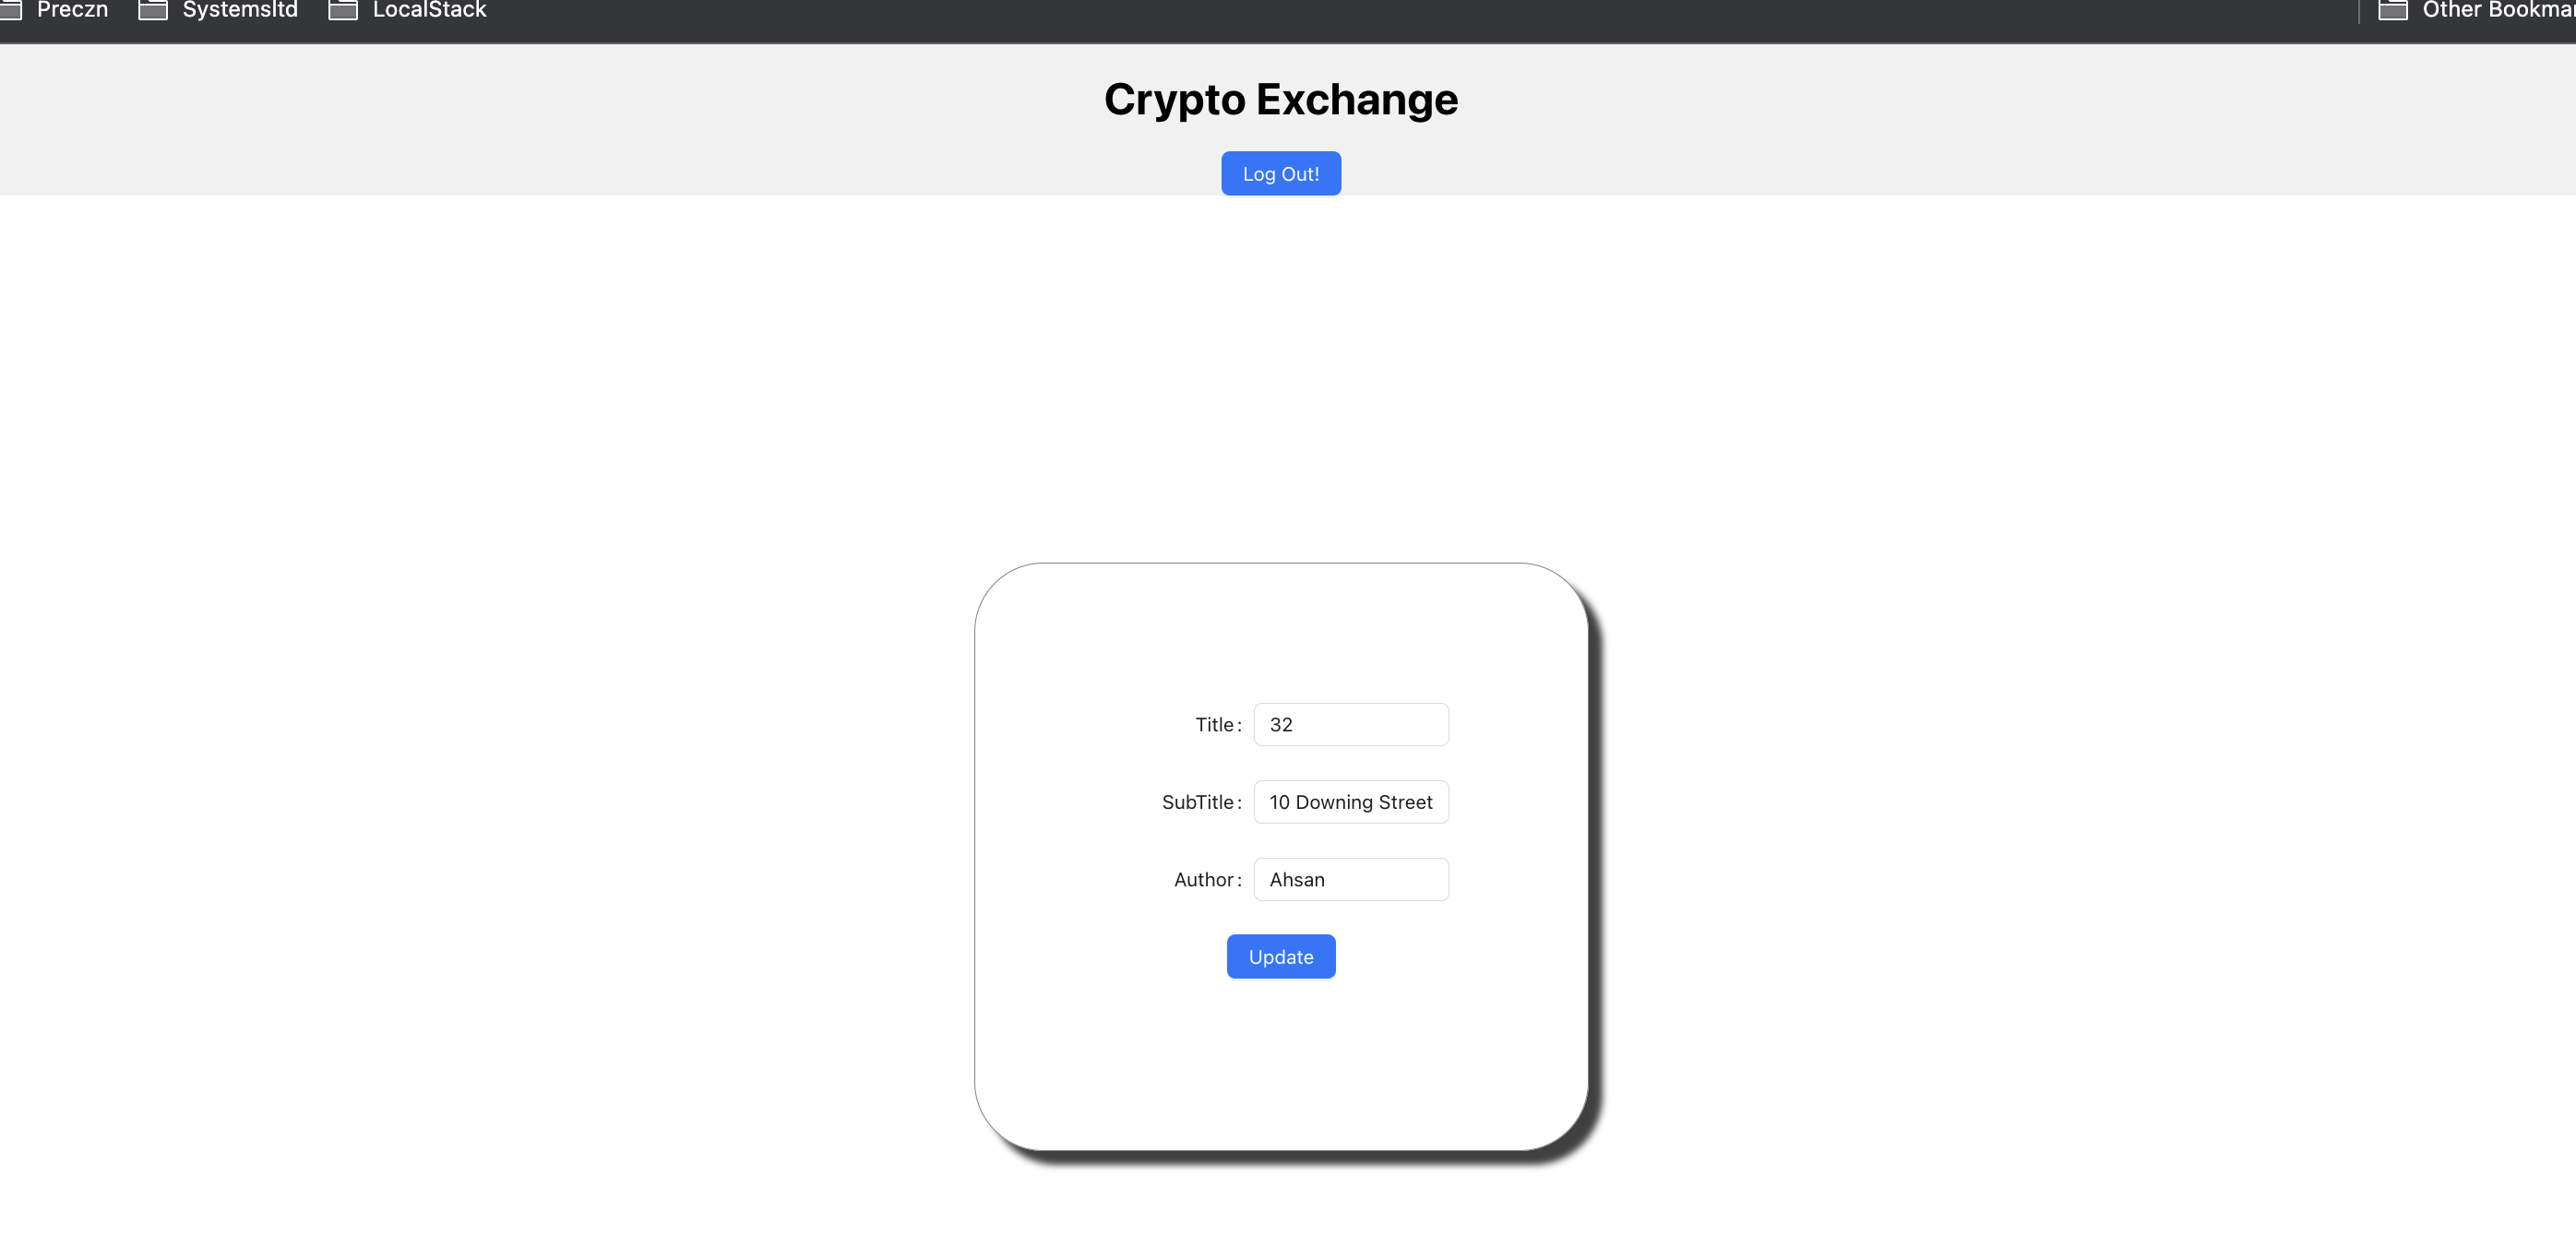 Preczn Systemsltd LocalStack Other Bookma
Crypto Exchange
Log Out!
Title : 32
SubTitle : 10 Downing Street
Author : Ahsan
Update